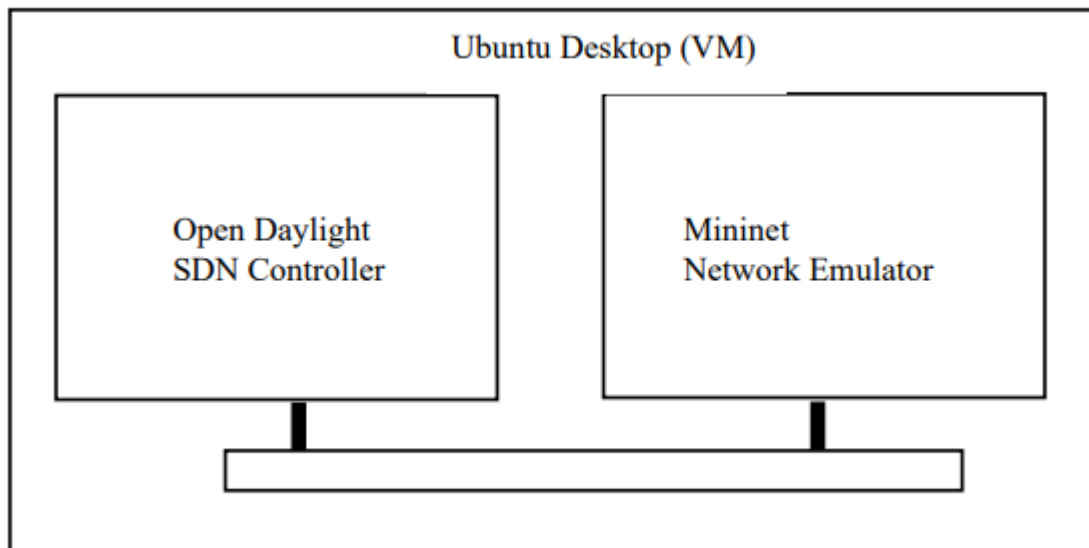 Ubuntu Desktop (VM)
Open Daylight
SDN Controller
Mininet
Network Emulator